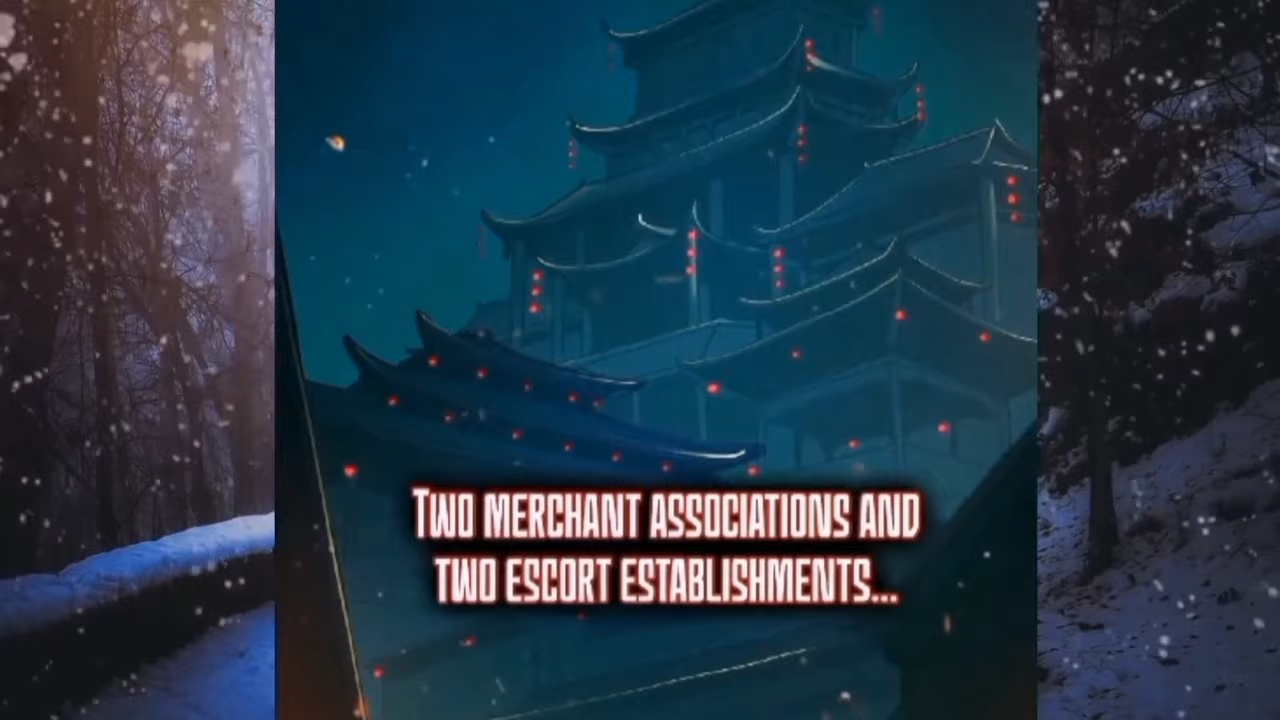 Two merchant associations and
two escort establishments...